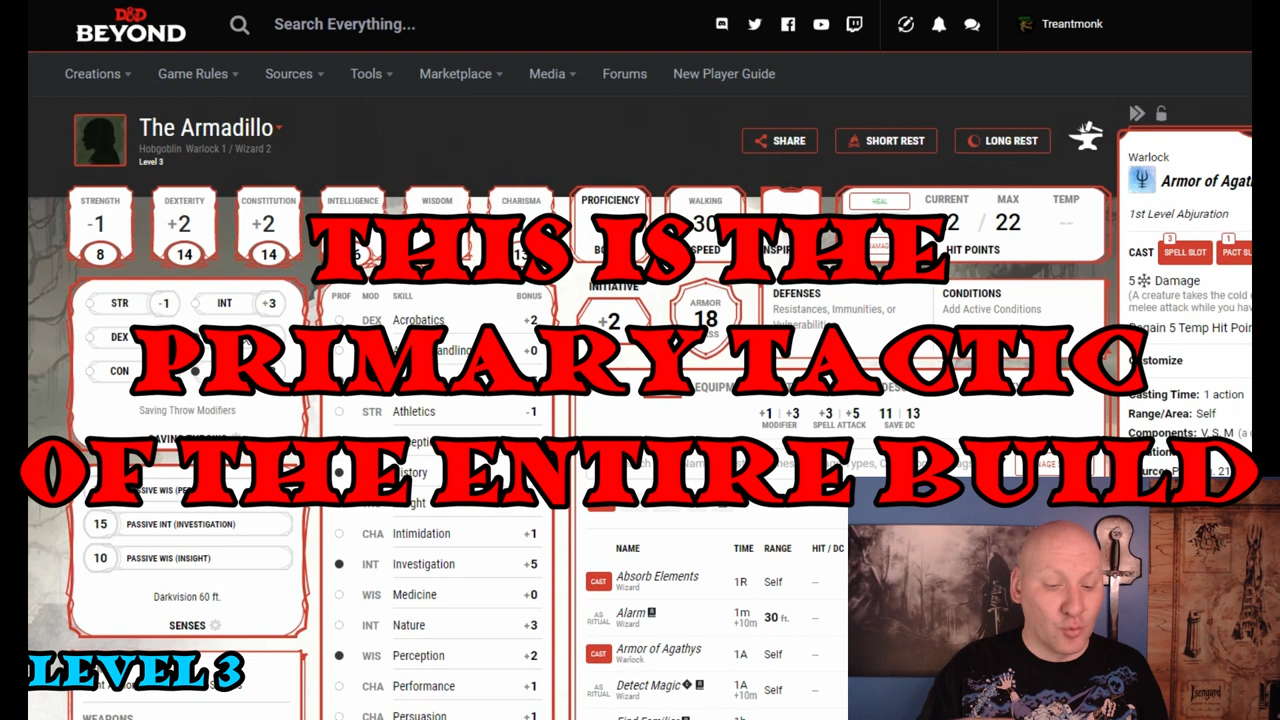 D&D
BEYOND
Search Everything...
Treantmonk
Creations
Game Rules
Sources
Tools
Marketplace
Media
Forums
New Player Guide
The Armadillo
Hobgoblin Warlock 1 / Wizard 2
Level 3
SHARE
SHORT REST
LONG REST
Warlock
Armor of Agat
1st Level Abjuration
CAST
3
SPELL SLOT
1
PACT SL
5 Damage
(A creature takes the cold
melee attack while you hav
Regain 5 Temp Hit Poin
Customize
Casting Time: 1 action
Range/Area: Self
Components: V, S, M (a c
STRENGTH
-1
8
DEXTERITY
+2
14
CONSTITUTION
+2
14
INTELLIGENCE
WISDOM
CHARISMA
PROFICIENCY
WALKING
30
SPEED
HEAL
CURRENT
MAX
TEMP
/ 22
--
HIT POINTS
THIS IS THE
PRIMARY TACTIC
OF THE ENTIRE BUILD
STR -1
INT +3
DEX
CON
Saving Throw Modifiers
PROF MOD SKILL BONUS
DEX Acrobatics +2
+0
STR Athletics -1
History
CHA Intimidation +1
INT Investigation +5
WIS Medicine +0
INT Nature +3
WIS Perception +2
CHA Performance +1
CHA Persuasion +1
INITIATIVE
+2
ARMOR
18
DEFENSES
Resistances, Immunities, or
Vulnerabilities
CONDITIONS
Add Active Conditions
+1 | +3
MODIFIER
+3 | +5
SPELL ATTACK
11 | 13
SAVE DC
15 PASSIVE INT (INVESTIGATION)
10 PASSIVE WIS (INSIGHT)
Darkvision 60 ft.
SENSES
NAME TIME RANGE HIT / DC
CAST Absorb Elements 1R Self --
Wizard
AS RITUAL Alarm 1m +10m 30 ft. --
Wizard
CAST Armor of Agathys 1A Self --
Warlock
AS RITUAL Detect Magic 1A +10m Self --
Wizard
LEVEL 3
WEAPONS
Isengard